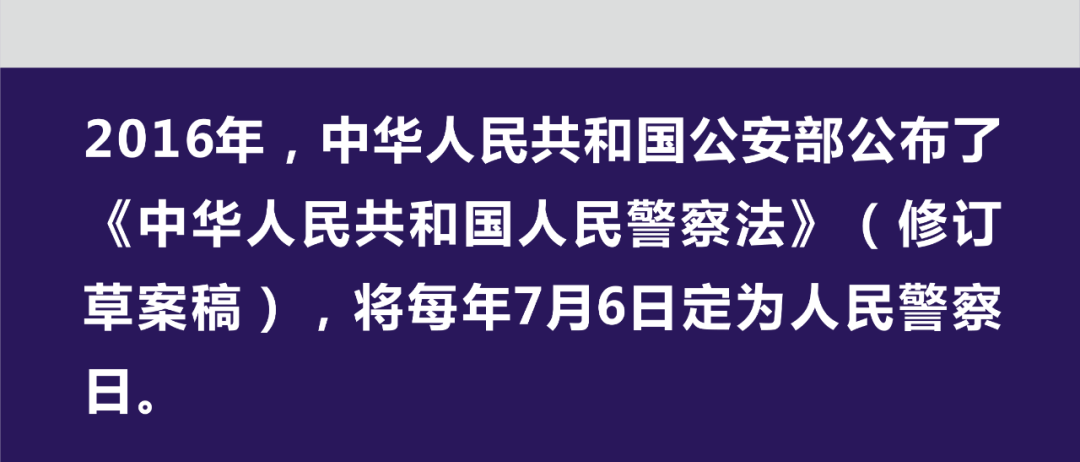 2016年，中华人民共和国公安部公布了
《中华人民共和国人民警察法》（修订
草案稿），将每年7月6日定为人民警察
日。